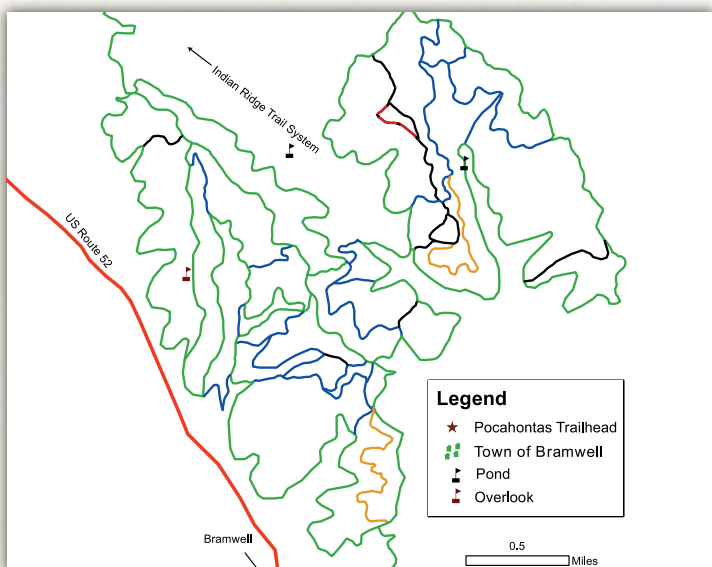 Indian Ridge Trail System
US Route 52
Legend
Pocahontas Trailhead
Town of Bramwell
Pond
Overlook
Bramwell
0.5
Miles